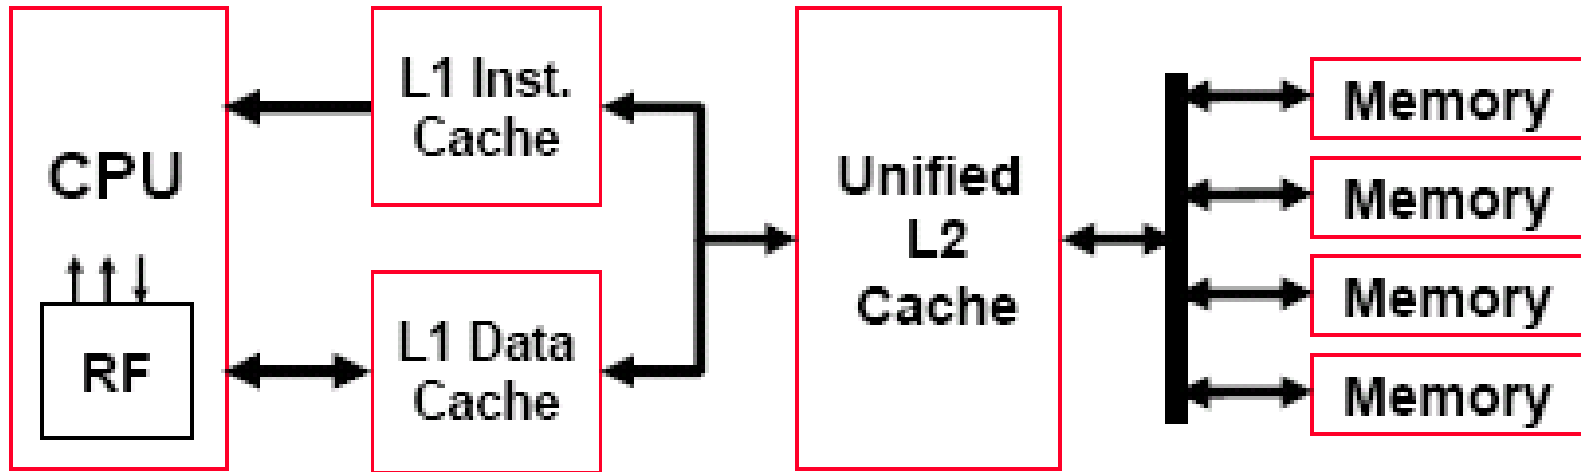 CPU
RF
L1 Inst.
Cache
L1 Data
Cache
Unified
L2
Cache
Memory
Memory
Memory
Memory